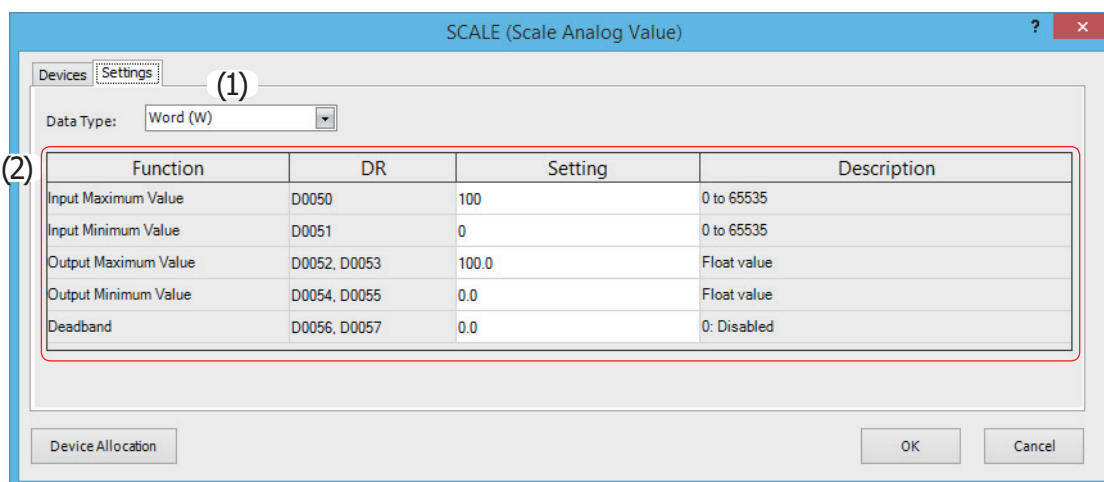 SCALE (Scale Analog Value)
? ×
Devices Settings
(1)
Data Type: Word (W)
(2)
Function DR Setting Description
Input Maximum Value D0050 100 0 to 65535
Input Minimum Value D0051 0 0 to 65535
Output Maximum Value D0052, D0053 100.0 Float value
Output Minimum Value D0054, D0055 0.0 Float value
Deadband D0056, D0057 0.0 0: Disabled
Device Allocation OK Cancel